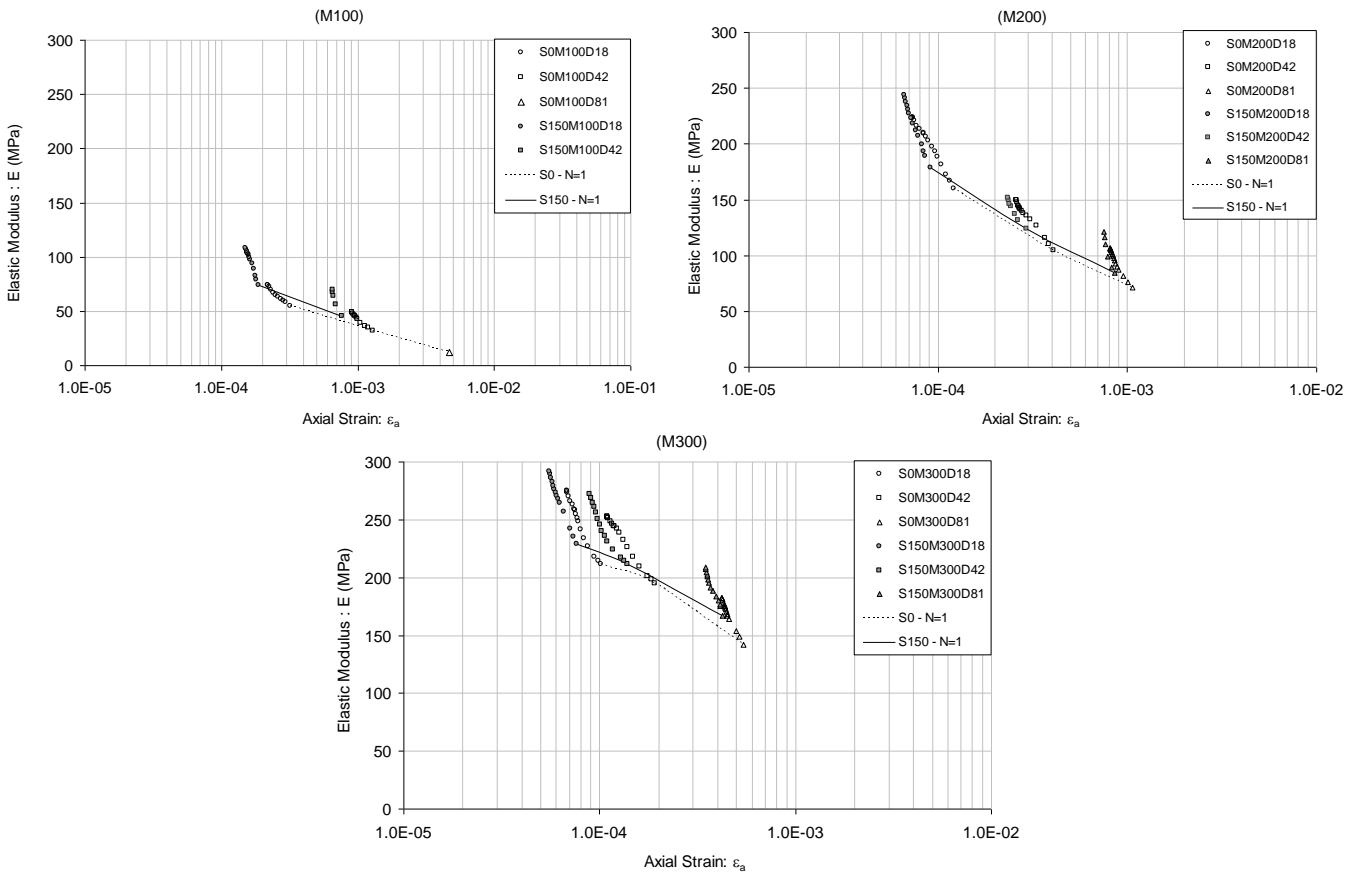 (M100)
300
250
200
150
100
50
0
Elastic Modulus : E (MPa)
1.0E-05
1.0E-04
1.0E-03
1.0E-02
1.0E-01
Axial Strain: εa
S0M100D18
S0M100D42
S0M100D81
S150M100D18
S150M100D42
S0 - N=1
S150 - N=1
(M200)
300
250
200
150
100
50
0
Elastic Modulus : E (MPa)
1.0E-05
1.0E-04
1.0E-03
1.0E-02
Axial Strain: εa
S0M200D18
S0M200D42
S0M200D81
S150M200D18
S150M200D42
S150M200D81
S0 - N=1
S150 - N=1
(M300)
300
250
200
150
100
50
0
Elastic Modulus : E (MPa)
1.0E-05
1.0E-04
1.0E-03
1.0E-02
Axial Strain: εa
S0M300D18
S0M300D42
S0M300D81
S150M300D18
S150M300D42
S150M300D81
S0 - N=1
S150 - N=1